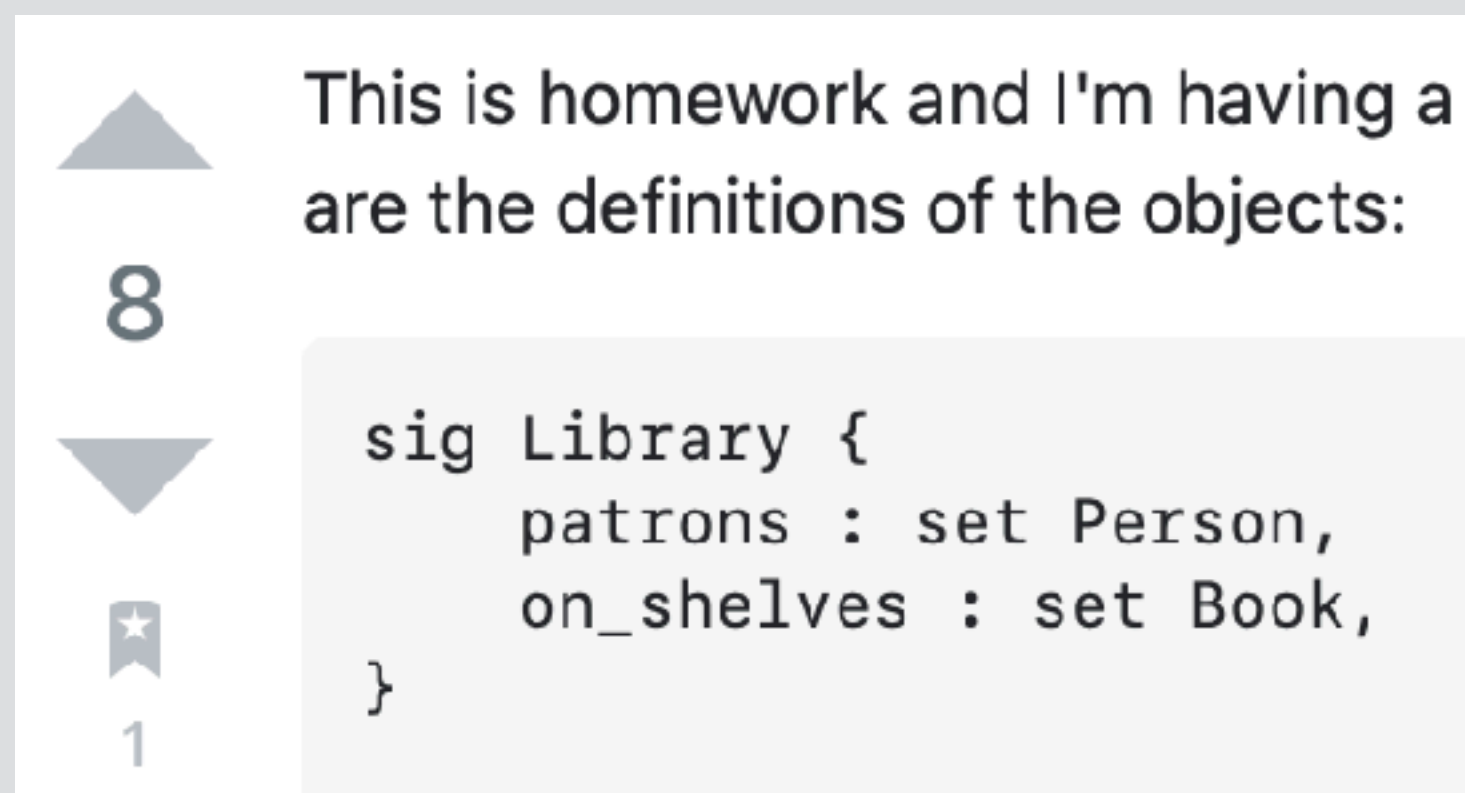 This is homework and I'm having a
are the definitions of the objects:
8
sig Library {
    patrons : set Person,
    on_shelves : set Book,
}
1